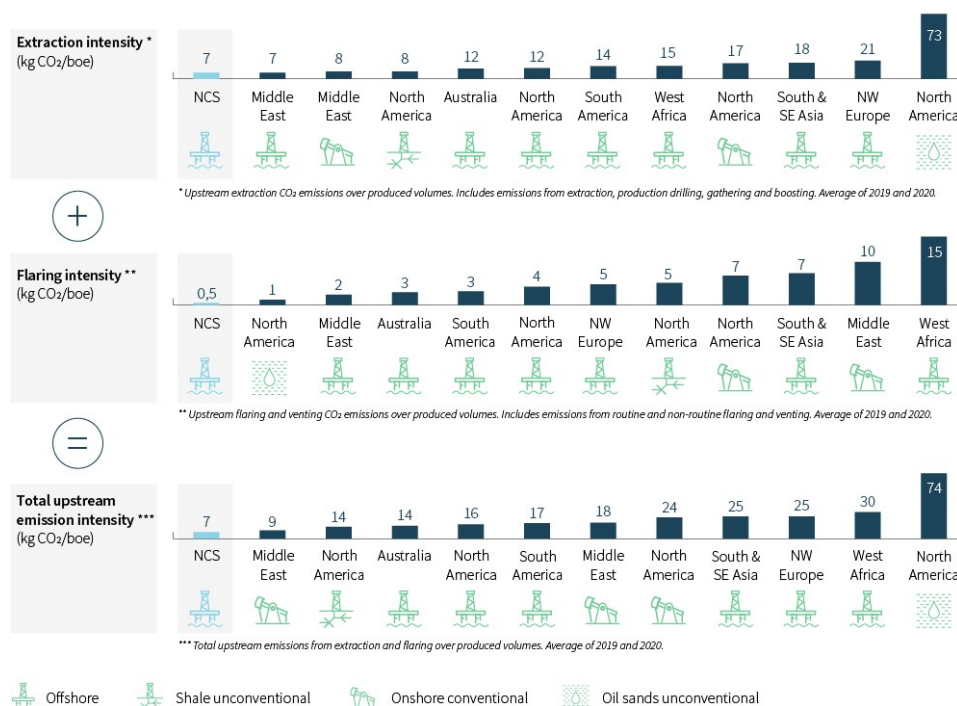 Extraction intensity *
(kg CO₂/boe)
7 7 8 8 12 12 14 15 17 18 21 73
NCS Middle East Middle East North America Australia North America South America West Africa North America South & SE Asia NW Europe North America
* Upstream extraction CO₂ emissions over produced volumes. Includes emissions from extraction, production drilling, gathering and boosting. Average of 2019 and 2020.
+
Flaring intensity **
(kg CO₂/boe)
0,5 1 2 3 3 4 5 5 7 7 10 15
NCS North America Middle East Australia South America North America NW Europe North America North America South & SE Asia Middle East West Africa
** Upstream flaring and venting CO₂ emissions over produced volumes. Includes emissions from routine and non-routine flaring and venting. Average of 2019 and 2020.
=
Total upstream
emission intensity ***
(kg CO₂/boe)
7 9 14 14 16 17 18 24 25 25 30 74
NCS Middle East North America Australia North America South America Middle East North America South & SE Asia NW Europe West Africa North America
*** Total upstream emissions from extraction and flaring over produced volumes. Average of 2019 and 2020.
Offshore Shale unconventional Onshore conventional Oil sands unconventional